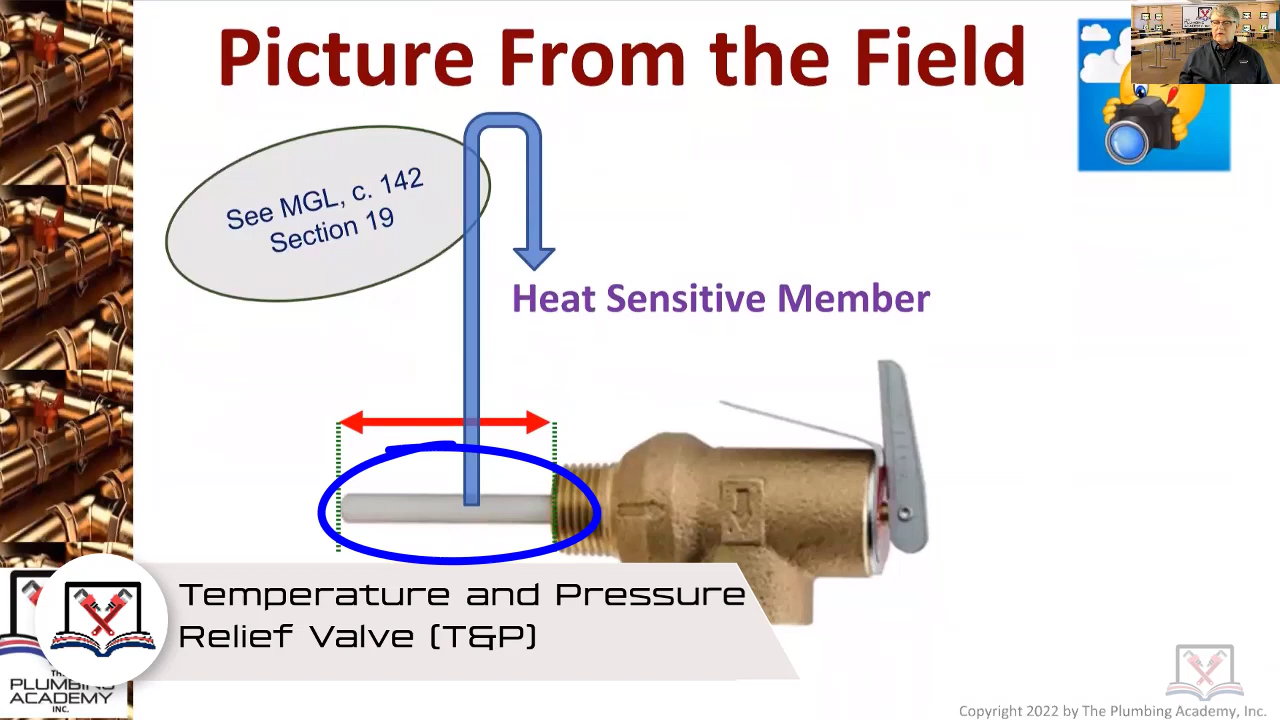 Picture From the Field
See MGL, c. 142
Section 19
Heat Sensitive Member
Temperature and Pressure
Relief Valve (T&P)
PLUMBING
ACADEMY
INC.
Copyright 2022 by The Plumbing Academy, Inc.